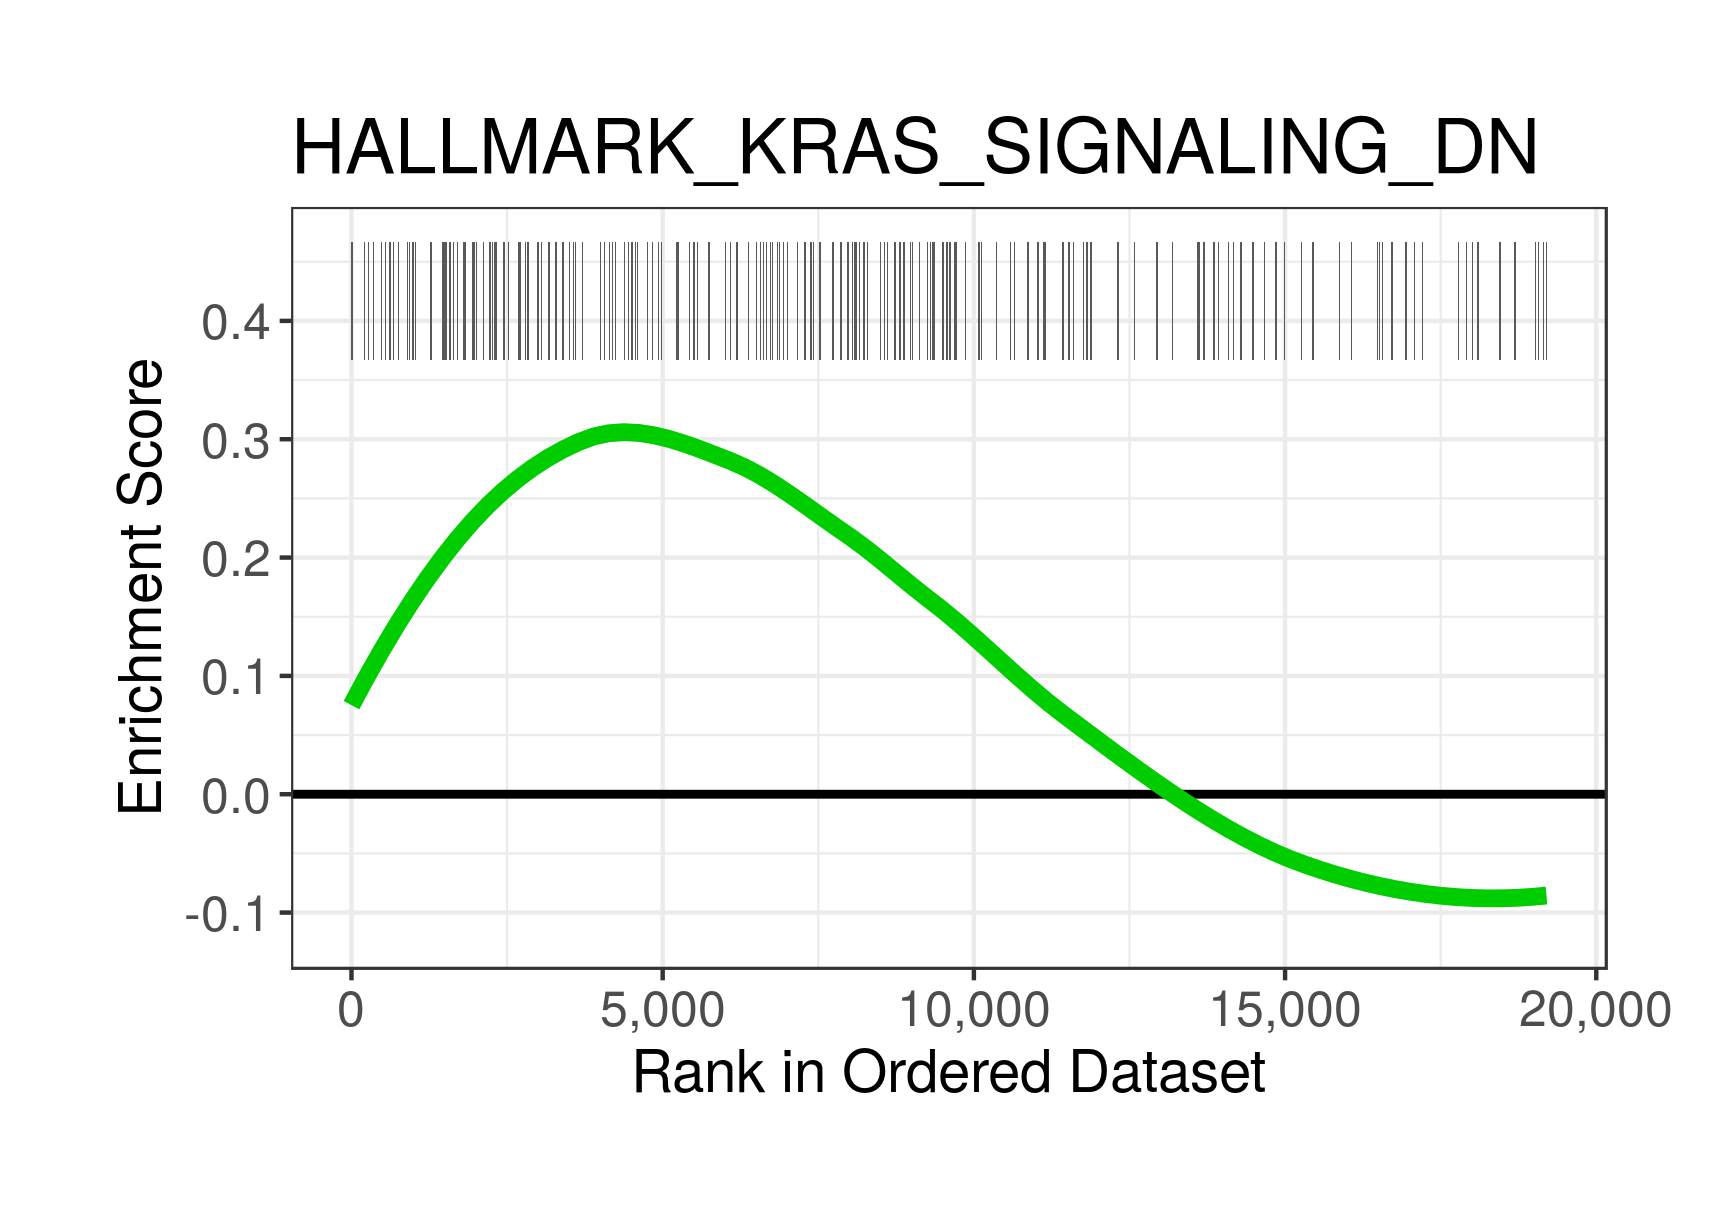 HALLMARK_KRAS_SIGNALING_DN
Enrichment Score
0.4
0.3
0.2
0.1
0.0
-0.1
0 5,000 10,000 15,000 20,000
Rank in Ordered Dataset